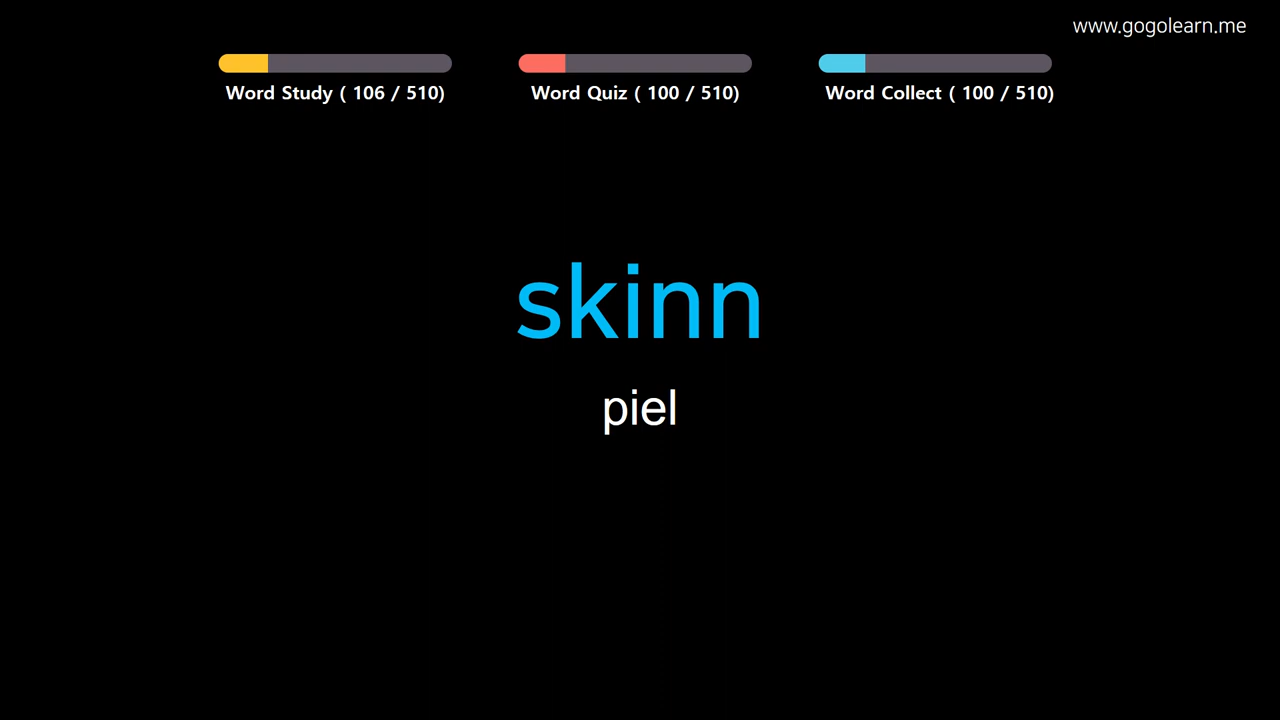 www.gogolearn.me
Word Study ( 106 / 510)
Word Quiz ( 100 / 510)
Word Collect ( 100 / 510)
skinn
piel